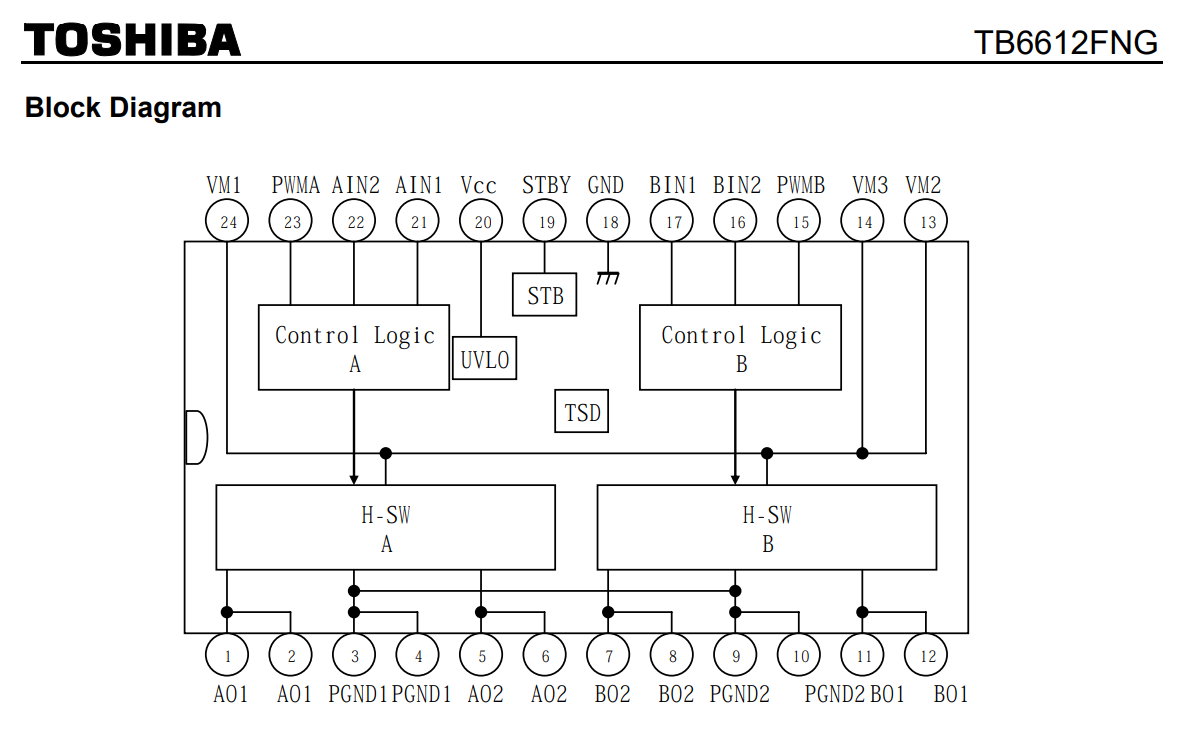 TOSHIBA TB6612FNG
Block Diagram
VM1 PWMA AIN2 AIN1 Vcc STBY GND BIN1 BIN2 PWMB VM3 VM2
24 23 22 21 20 19 18 17 16 15 14 13
STB
Control Logic
A
Control Logic
B
UVLO
TSD
H-SW
A
H-SW
B
1 2 3 4 5 6 7 8 9 10 11 12
AO1 AO1 PGND1 PGND1 AO2 AO2 BO2 BO2 PGND2 PGND2 BO1 BO1